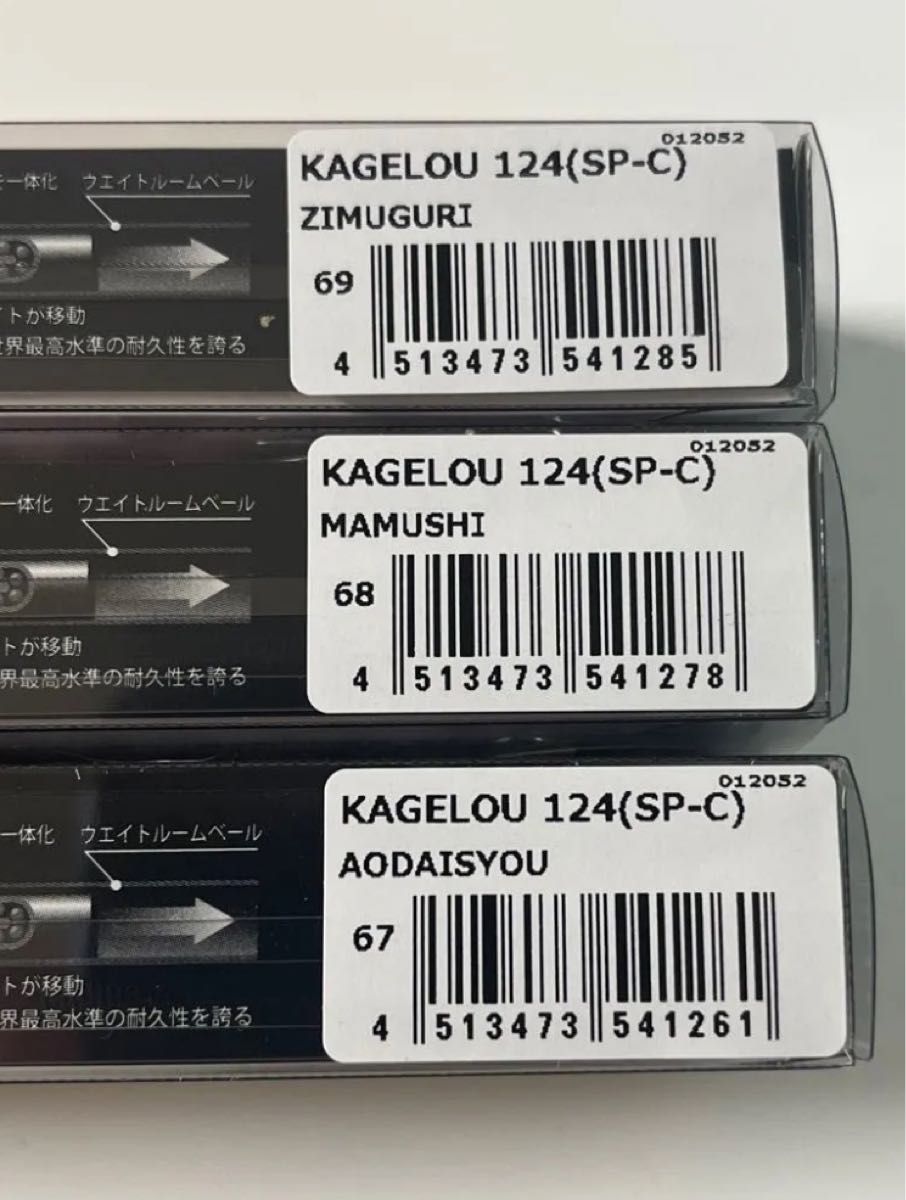 012052
KAGELOU 124(SP-C)
ZIMUGURI
69
4 513473 541285
一体化 ウエイトルームベール
トが移動
世界最高水準の耐久性を誇る
012052
KAGELOU 124(SP-C)
MAMUSHI
68
4 513473 541278
一体化 ウエイトルームベール
トが移動
界最高水準の耐久性を誇る
012052
KAGELOU 124(SP-C)
AODAISYOU
67
4 513473 541261
一体化 ウエイトルームベール
トが移動
界最高水準の耐久性を誇る